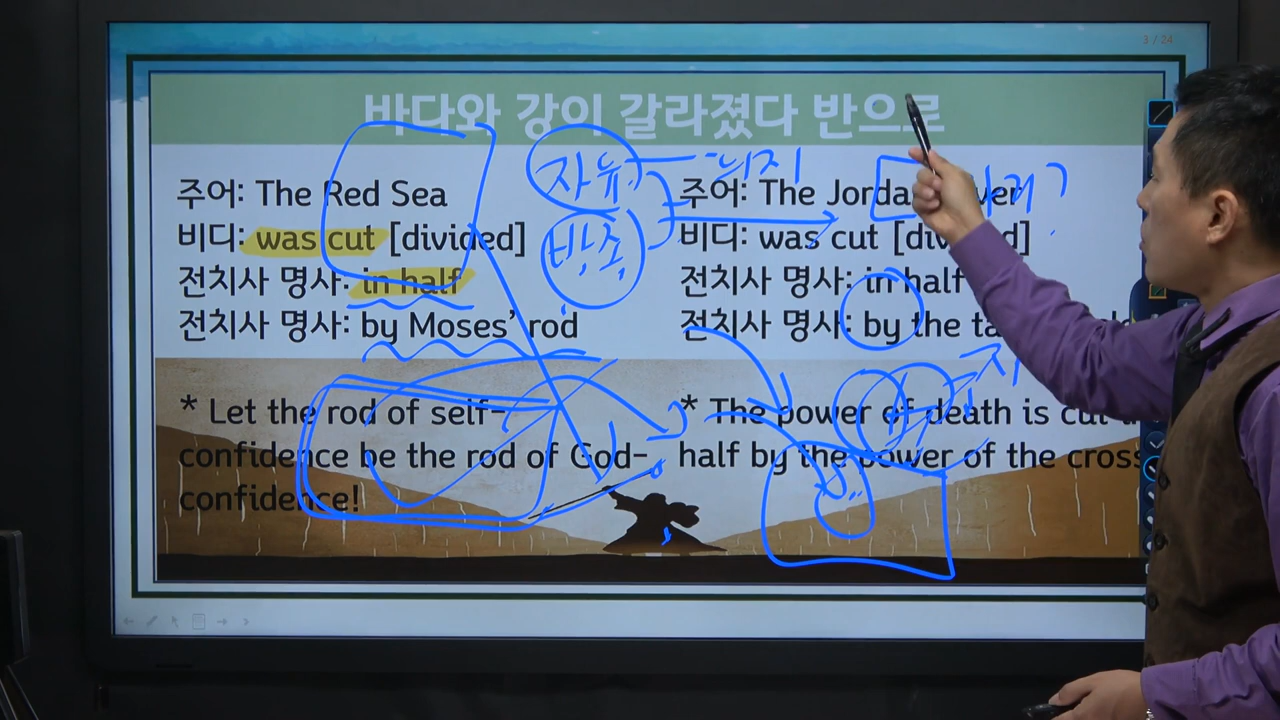 3 / 24
바다와 강이 갈라졌다 반으로
주어: The Red Sea
비디: was cut [divided]
전치사 명사: in half
전치사 명사: by Moses' rod
* Let the rod of self-
confidence be the rod of God-
confidence!
자유
방종
주어: The Jordan
비디: was cut [divided]
전치사 명사: in half
전치사 명사: by the
* The power of death is cut
half by the power of the cross